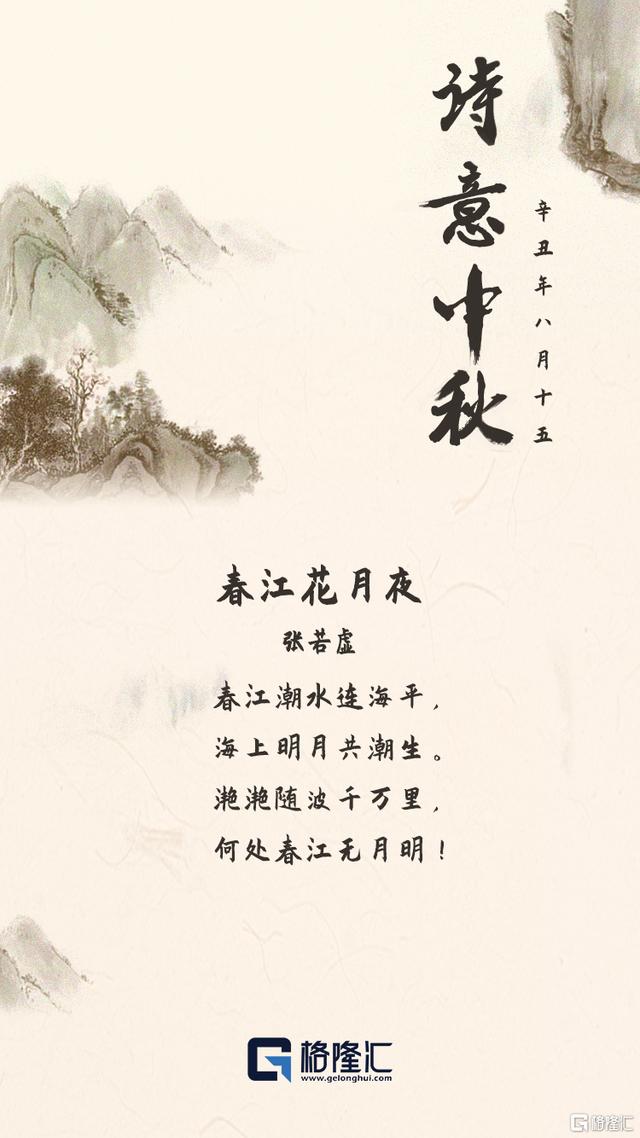 诗意中秋
辛丑年八月十五
春江花月夜
张若虚
春江潮水连海平，
海上明月共潮生。
滟滟随波千万里，
何处春江无月明！
格隆汇
www.gelonghui.com
格隆汇